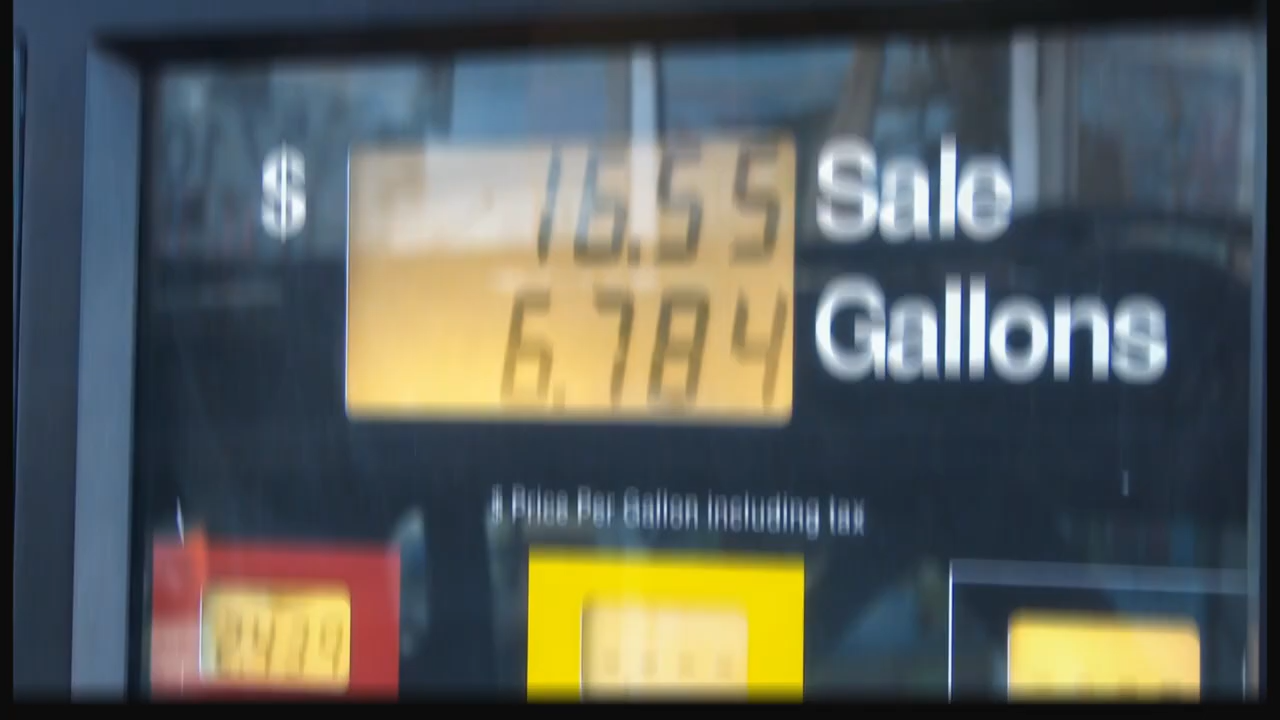 $ 16.55 Sale
6.784 Gallons
$ Price Per Gallon including tax